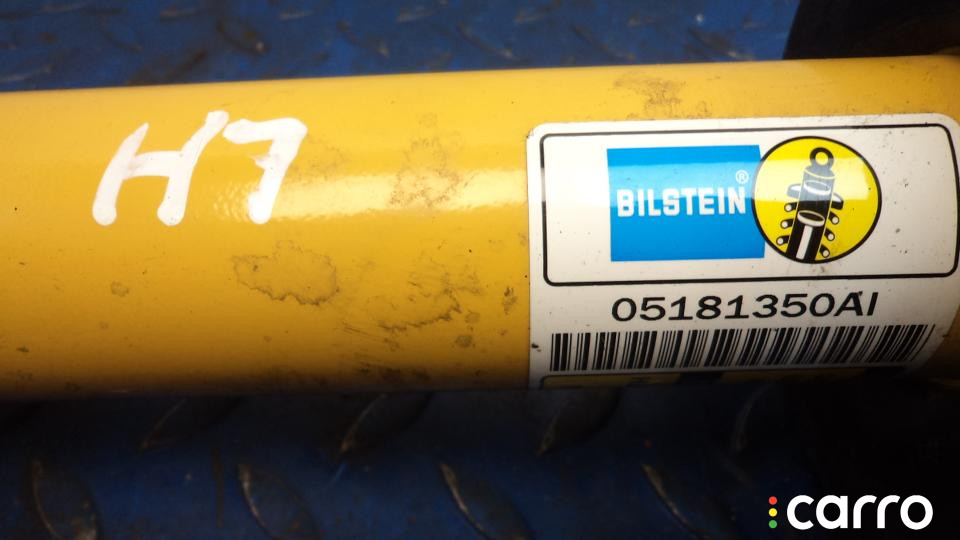 H7
BILSTEIN®
05181350AI
carro